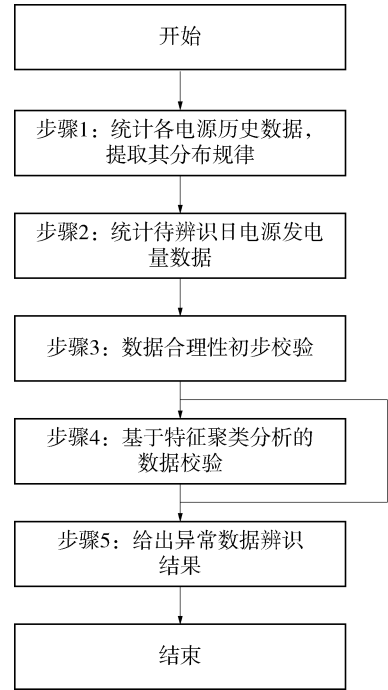 开始
步骤1：统计各电源历史数据，
提取其分布规律
步骤2：统计待辨识日电源发电
量数据
步骤3：数据合理性初步校验
步骤4：基于特征聚类分析的
数据校验
步骤5：给出异常数据辨识
结果
结束